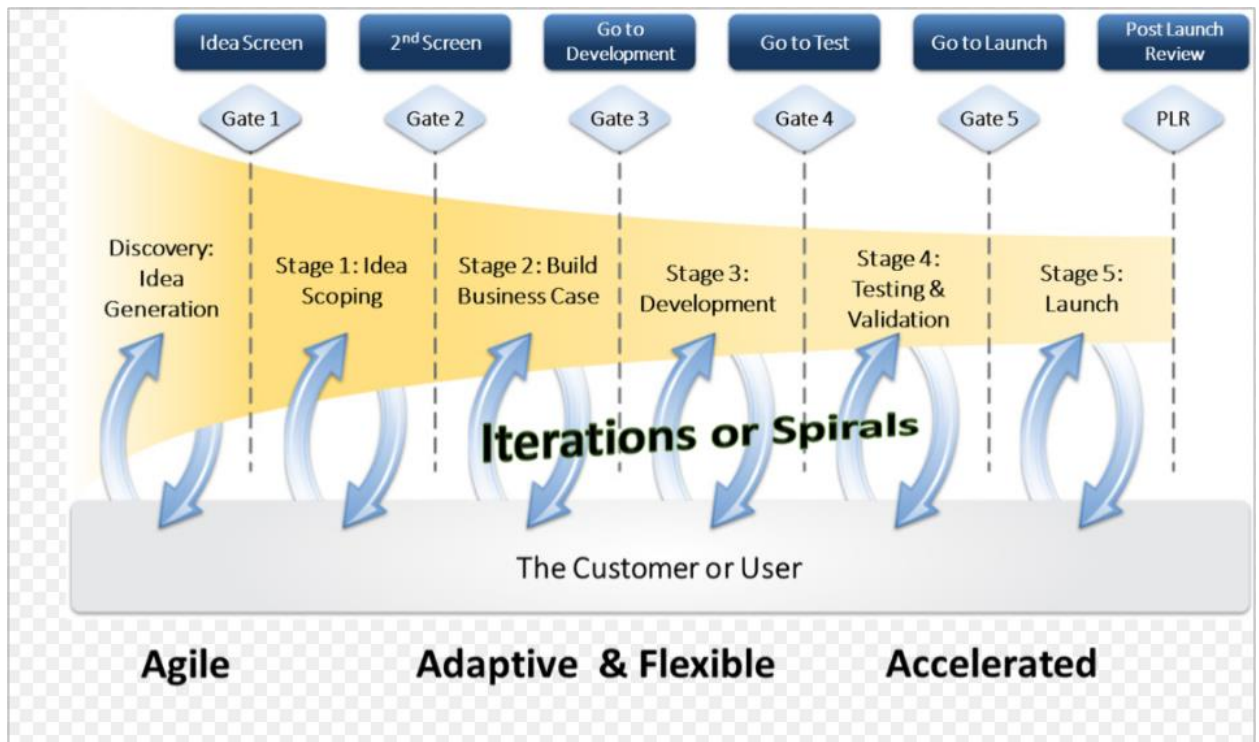 Idea Screen
2nd Screen
Go to
Development
Go to Test
Go to Launch
Post Launch
Review
Gate 1
Gate 2
Gate 3
Gate 4
Gate 5
PLR
Discovery:
Idea
Generation
Stage 1: Idea
Scoping
Stage 2: Build
Business Case
Stage 3:
Development
Stage 4:
Testing &
Validation
Stage 5:
Launch
Iterations or Spirals
The Customer or User
Agile
Adaptive & Flexible
Accelerated